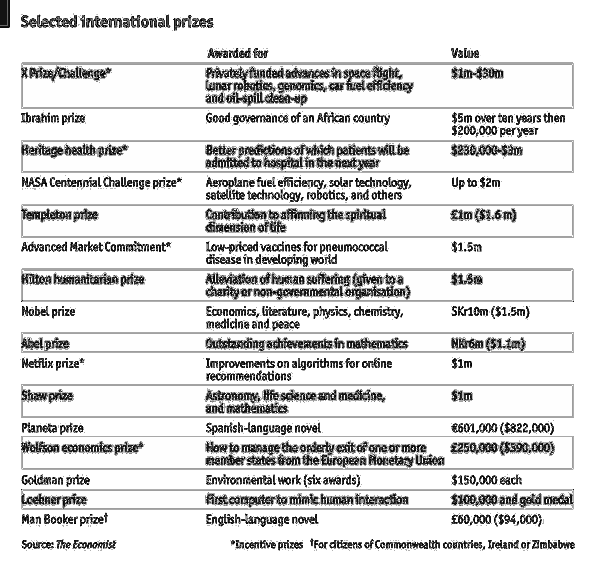 Selected international prizes
Awarded for Value
X Prize/Challenge* Privately funded advances in space flight, $1m-$30m
lunar robotics, genomics, car fuel efficiency
and oil-spill clean-up
Ibrahim prize Good governance of an African country $5m over ten years then
$200,000 per year
Heritage health prize* Better predictions of which patients will be $230,000-$3m
admitted to hospital in the next year
NASA Centennial Challenge prize* Aeroplane fuel efficiency, solar technology, Up to $2m
satellite technology, robotics, and others
Templeton prize Contribution to affirming the spiritual £1m ($1.6m)
dimension of life
Advanced Market Commitment* Low-priced vaccines for pneumococcal $1.5m
disease in developing world
Hilton humanitarian prize Alleviation of human suffering (given to a $1.5m
charity or non-governmental organisation)
Nobel prize Economics, literature, physics, chemistry, SKr10m ($1.5m)
medicine and peace
Abel prize Outstanding achievements in mathematics NKr6m ($1.1m)
Netflix prize* Improvements on algorithms for online $1m
recommendations
Shaw prize Astronomy, life science and medicine, $1m
and mathematics
Planeta prize Spanish-language novel €601,000 ($822,000)
Wolfson economics prize* How to manage the orderly exit of one or more £250,000 ($390,000)
member states from the European Monetary Union
Goldman prize Environmental work (six awards) $150,000 each
Loebner prize First computer to mimic human interaction $100,000 and gold medal
Man Booker prize† English-language novel £60,000 ($94,000)
Source: The Economist *Incentive prizes †For citizens of Commonwealth countries, Ireland or Zimbabwe